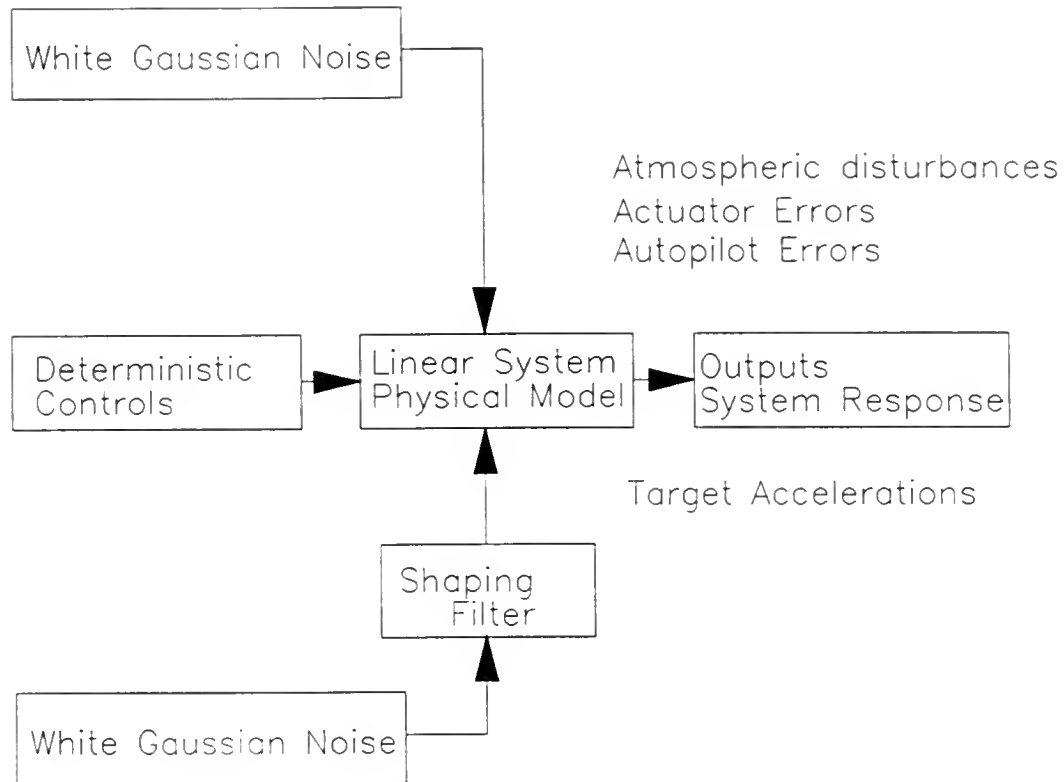 White Gaussian Noise
Atmospheric disturbances
Actuator Errors
Autopilot Errors
Deterministic
Controls
Linear System
Physical Model
Outputs
System Response
Target Accelerations
Shaping
Filter
White Gaussian Noise